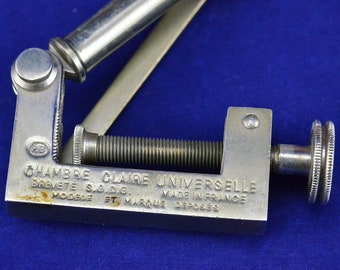 CHAMBRE CLAIRE UNIVERSELLE
BREVETÉ S.G.D.G. MADE IN FRANCE
MODÈLE ET MARQUE DÉPOSÉS